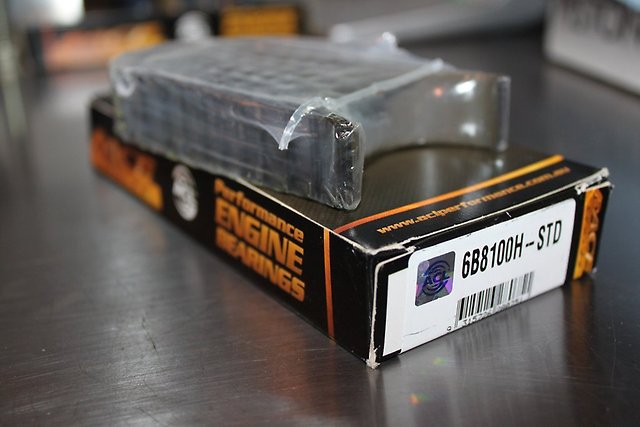 Performance
ENGINE
BEARINGS
www.aclperformance.com.au
6B8100H-STD